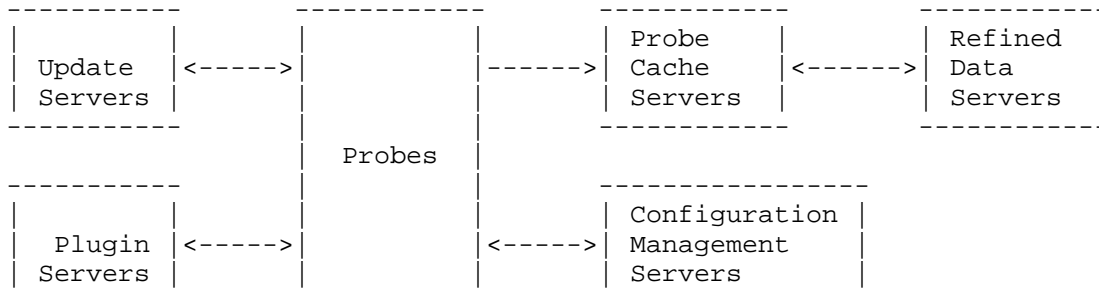 Probe Refined
Update Cache Data
Servers Servers Servers
Probes
Configuration
Plugin Management
Servers Servers